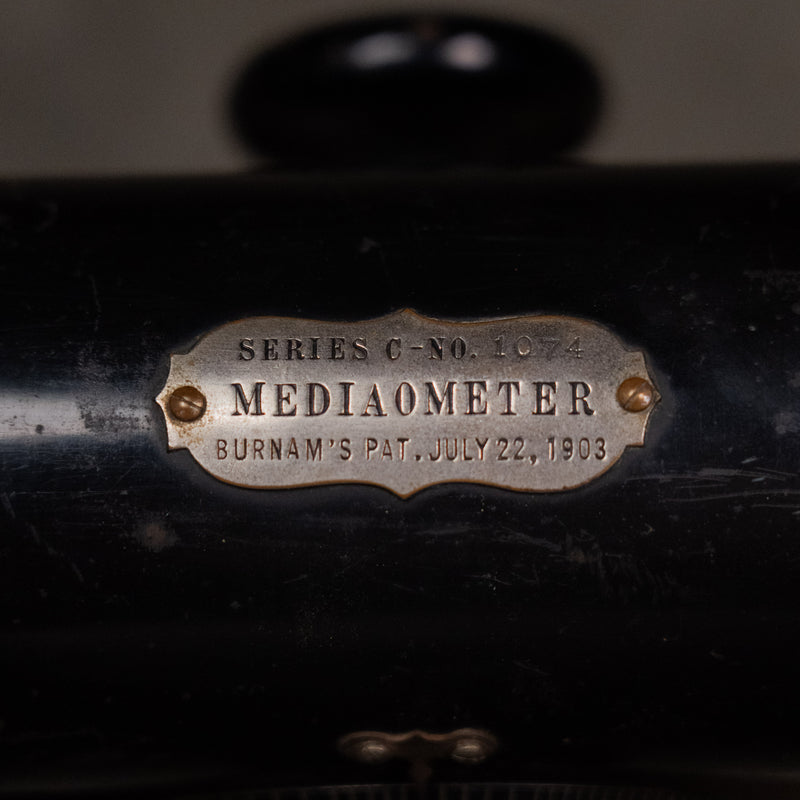 SERIES C-NO. 1074
MEDIAOMETER
BURNAM'S PAT. JULY 22, 1903